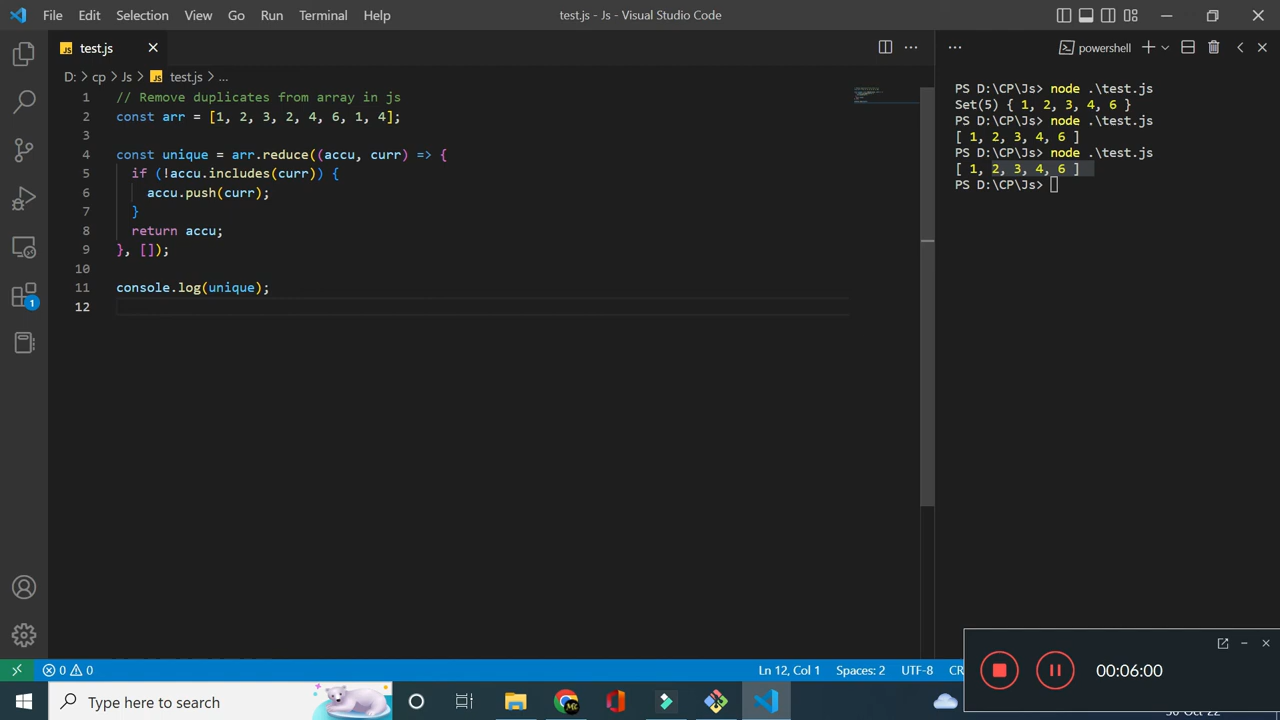 File Edit Selection View Go Run Terminal Help test.js - Js - Visual Studio Code
JS test.js
D: > cp > Js > JS test.js > ...
1 // Remove duplicates from array in js
2 const arr = [1, 2, 3, 2, 4, 6, 1, 4];
3
4 const unique = arr.reduce((accu, curr) => {
5 if (!accu.includes(curr)) {
6 accu.push(curr);
7 }
8 return accu;
9 }, []);
10
11 console.log(unique);
12
powershell
PS D:\CP\Js> node .\test.js
Set(5) { 1, 2, 3, 4, 6 }
PS D:\CP\Js> node .\test.js
[ 1, 2, 3, 4, 6 ]
PS D:\CP\Js> node .\test.js
[ 1, 2, 3, 4, 6 ]
PS D:\CP\Js>
1
0 0 Ln 12, Col 1 Spaces: 2 UTF-8 CR
00:06:00
Type here to search